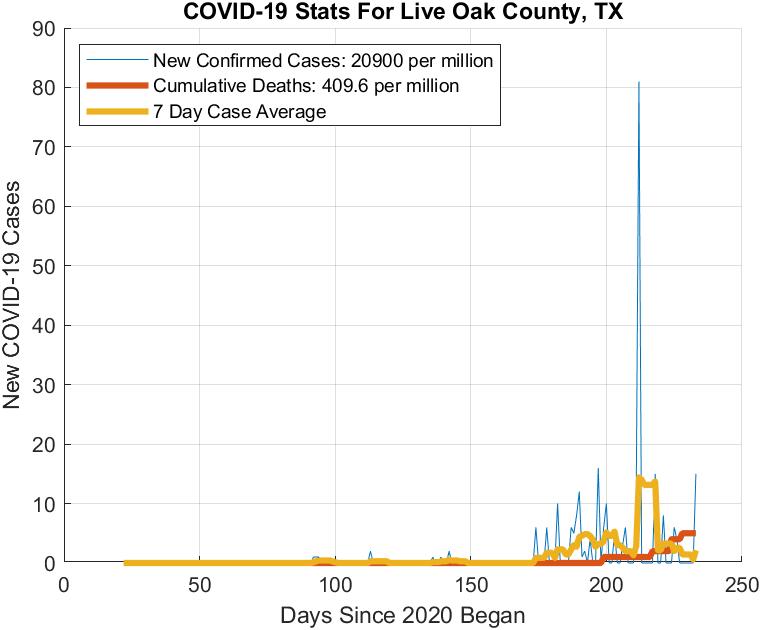 COVID-19 Stats For Live Oak County, TX
New Confirmed Cases: 20900 per million
Cumulative Deaths: 409.6 per million
7 Day Case Average
New COVID-19 Cases
90
80
70
60
50
40
30
20
10
0
0 50 100 150 200 250
Days Since 2020 Began